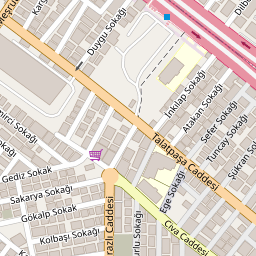 Duygu Sokağı
İnkılap Sokağı
Atakan Sokağı
Sefer Sokağı
Tuncay Sokağı
Talatpaşa Caddesi
Gediz Sokak
Sakarya Sokağı
Gökalp Sokak
Kolbaşı Sokağı
Ege Sokağı
Civa Caddesi
Caddesi
Sokağı